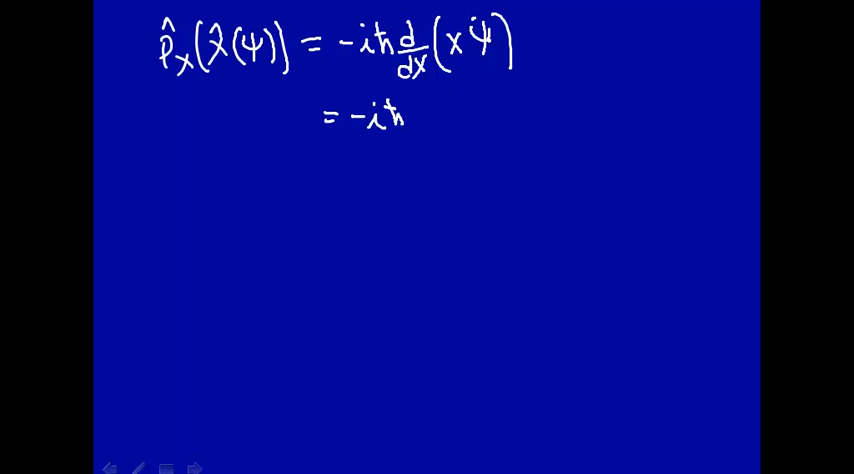 p̂ₓ(x̂(ψ)) = -iħ d/dx (xψ)
= -iħ